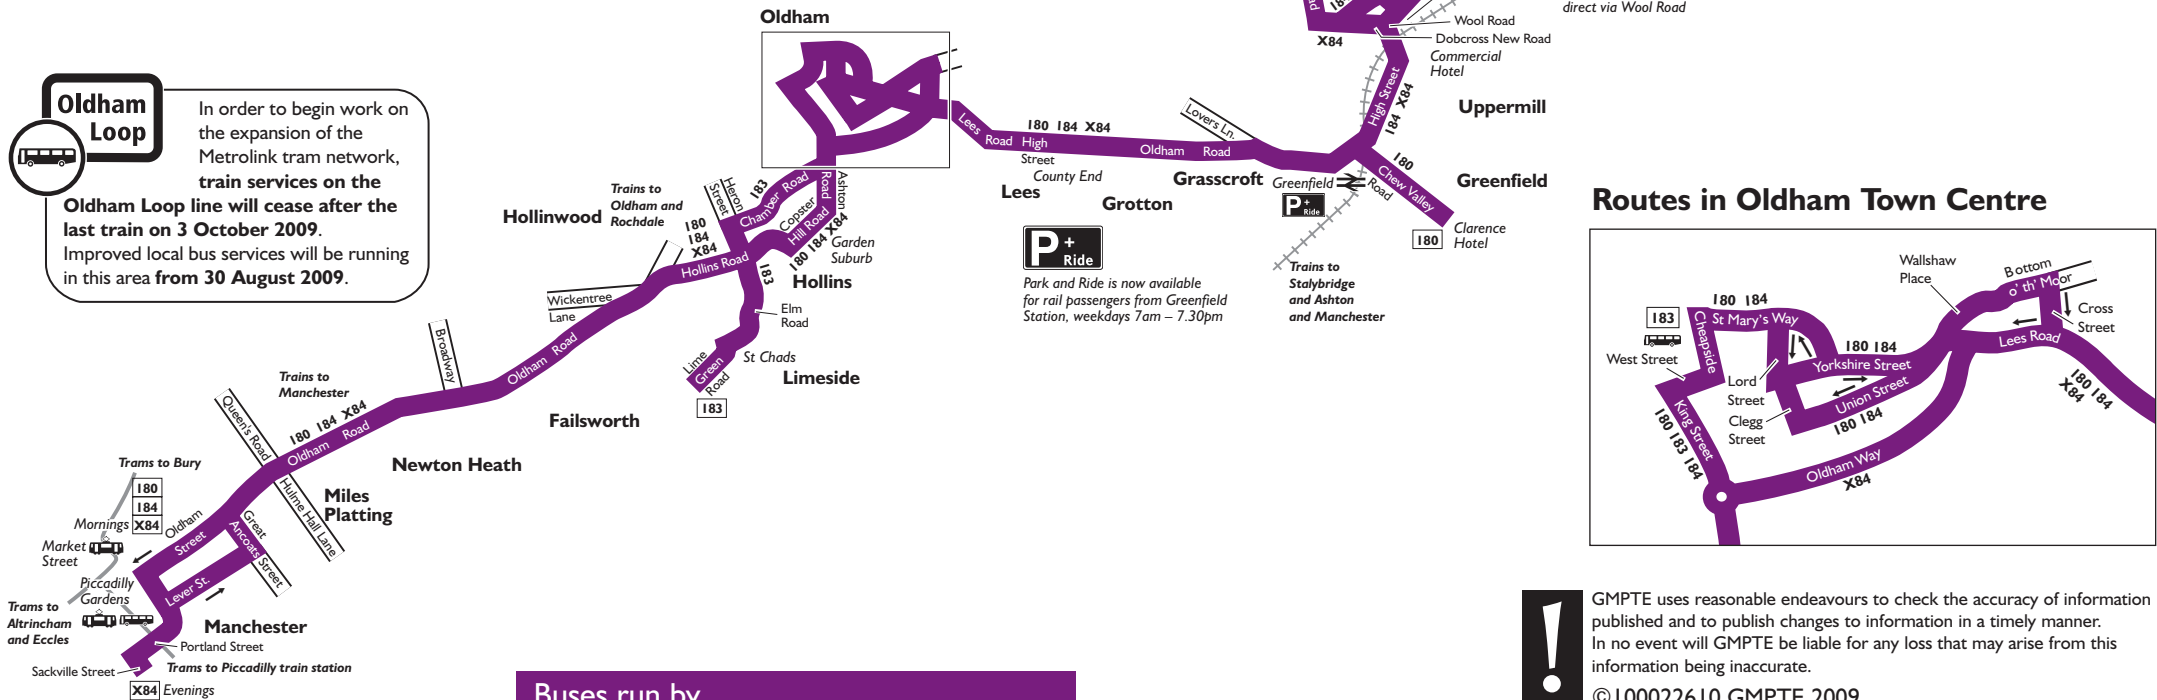 Oldham
Loop
In order to begin work on
the expansion of the
Metrolink tram network,
train services on the
Oldham Loop line will cease after the
last train on 3 October 2009.
Improved local bus services will be running
in this area from 30 August 2009.
Oldham
direct via Wool Road
Wool Road
Dobcross New Road
Commercial
Hotel
X84
184
High Street
184 X84
Uppermill
Lees
Road High
Street
180 184 X84
County End
Lovers Ln.
Oldham Road
Lees
Grotton
Grasscroft
Greenfield
P+
Ride
Road
180
Chew Valley
Greenfield
180
Clarence
Hotel
P+
Ride
Park and Ride is now available
for rail passengers from Greenfield
Station, weekdays 7am – 7.30pm
Trains to
Stalybridge
and Ashton
and Manchester
Trains to
Oldham and
Rochdale
Hollinwood
Heron
Street
183
Chamber Road
Ashton
Road
Copster
Hill Road
180 184 X84
Garden
Suburb
180
184
X84
Hollins Road
183
Hollins
Elm
Road
St Chads
Lime
Green
Road
Limeside
183
Wickentree
Lane
Broadway
Oldham Road
Failsworth
Trains to
Manchester
Queen's Road
180 184 X84
Oldham Road
Newton Heath
Hulme Hall Lane
Miles
Platting
Trams to Bury
180
184
X84
Mornings
Market
Street
Oldham
Street
Great
Ancoats
Street
Lever St.
Piccadilly
Gardens
Trams to
Altrincham
and Eccles
Manchester
Portland Street
Sackville Street
Trams to Piccadilly train station
X84 Evenings
Buses run by
Routes in Oldham Town Centre
Wallshaw
Place
Bottom
o' th' Moor
Cross
Street
Lees Road
180 184
X84
183
180 184
St Mary's Way
Cheapside
West Street
Lord
Street
Clegg
Street
180 184
Yorkshire Street
Union Street
180 184
King Street
180 183 184
Oldham Way
X84
GMPTE uses reasonable endeavours to check the accuracy of information
published and to publish changes to information in a timely manner.
In no event will GMPTE be liable for any loss that may arise from this
information being inaccurate.
©100022610 GMPTE 2009